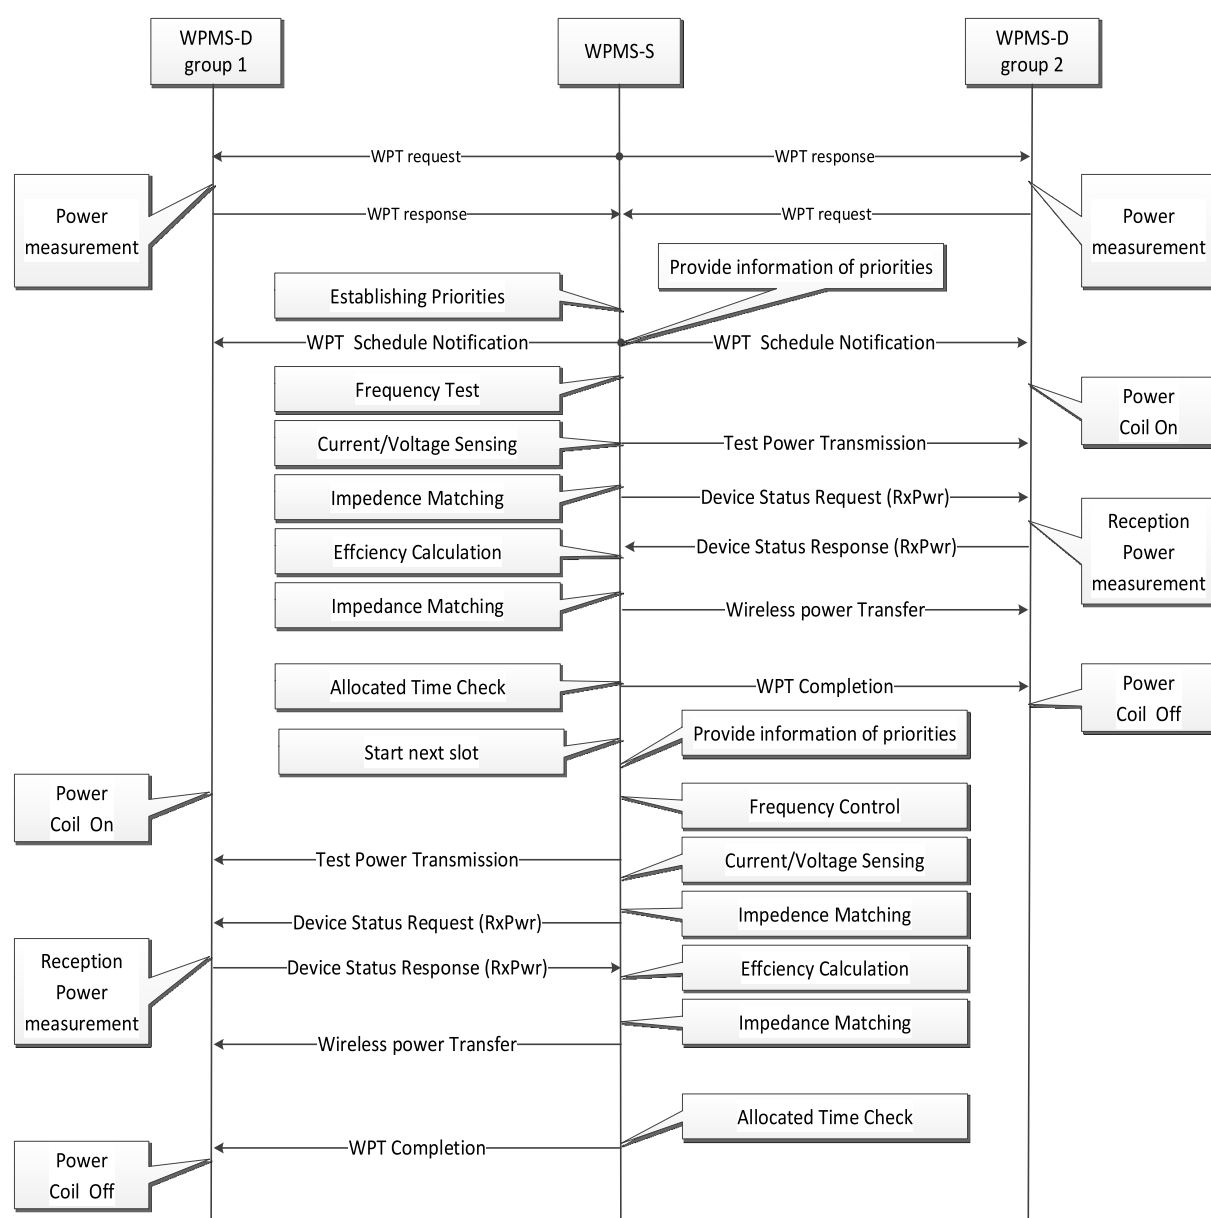 WPMS-D
group 1
WPMS-S
WPMS-D
group 2
WPT request
WPT response
Power
measurement
WPT response
WPT request
Power
measurement
Provide information of priorities
Establishing Priorities
WPT  Schedule Notification
WPT  Schedule Notification
Frequency Test
Power
Coil On
Current/Voltage Sensing
Test Power Transmission
Impedence Matching
Device Status Request (RxPwr)
Reception
Power
measurement
Effciency Calculation
Device Status Response (RxPwr)
Impedance Matching
Wireless power Transfer
Allocated Time Check
WPT Completion
Power
Coil  Off
Provide information of priorities
Start next slot
Power
Coil  On
Frequency Control
Test Power Transmission
Current/Voltage Sensing
Impedence Matching
Device Status Request (RxPwr)
Reception
Power
measurement
Device Status Response (RxPwr)
Effciency Calculation
Impedance Matching
Wireless power Transfer
Allocated Time Check
WPT Completion
Power
Coil  Off